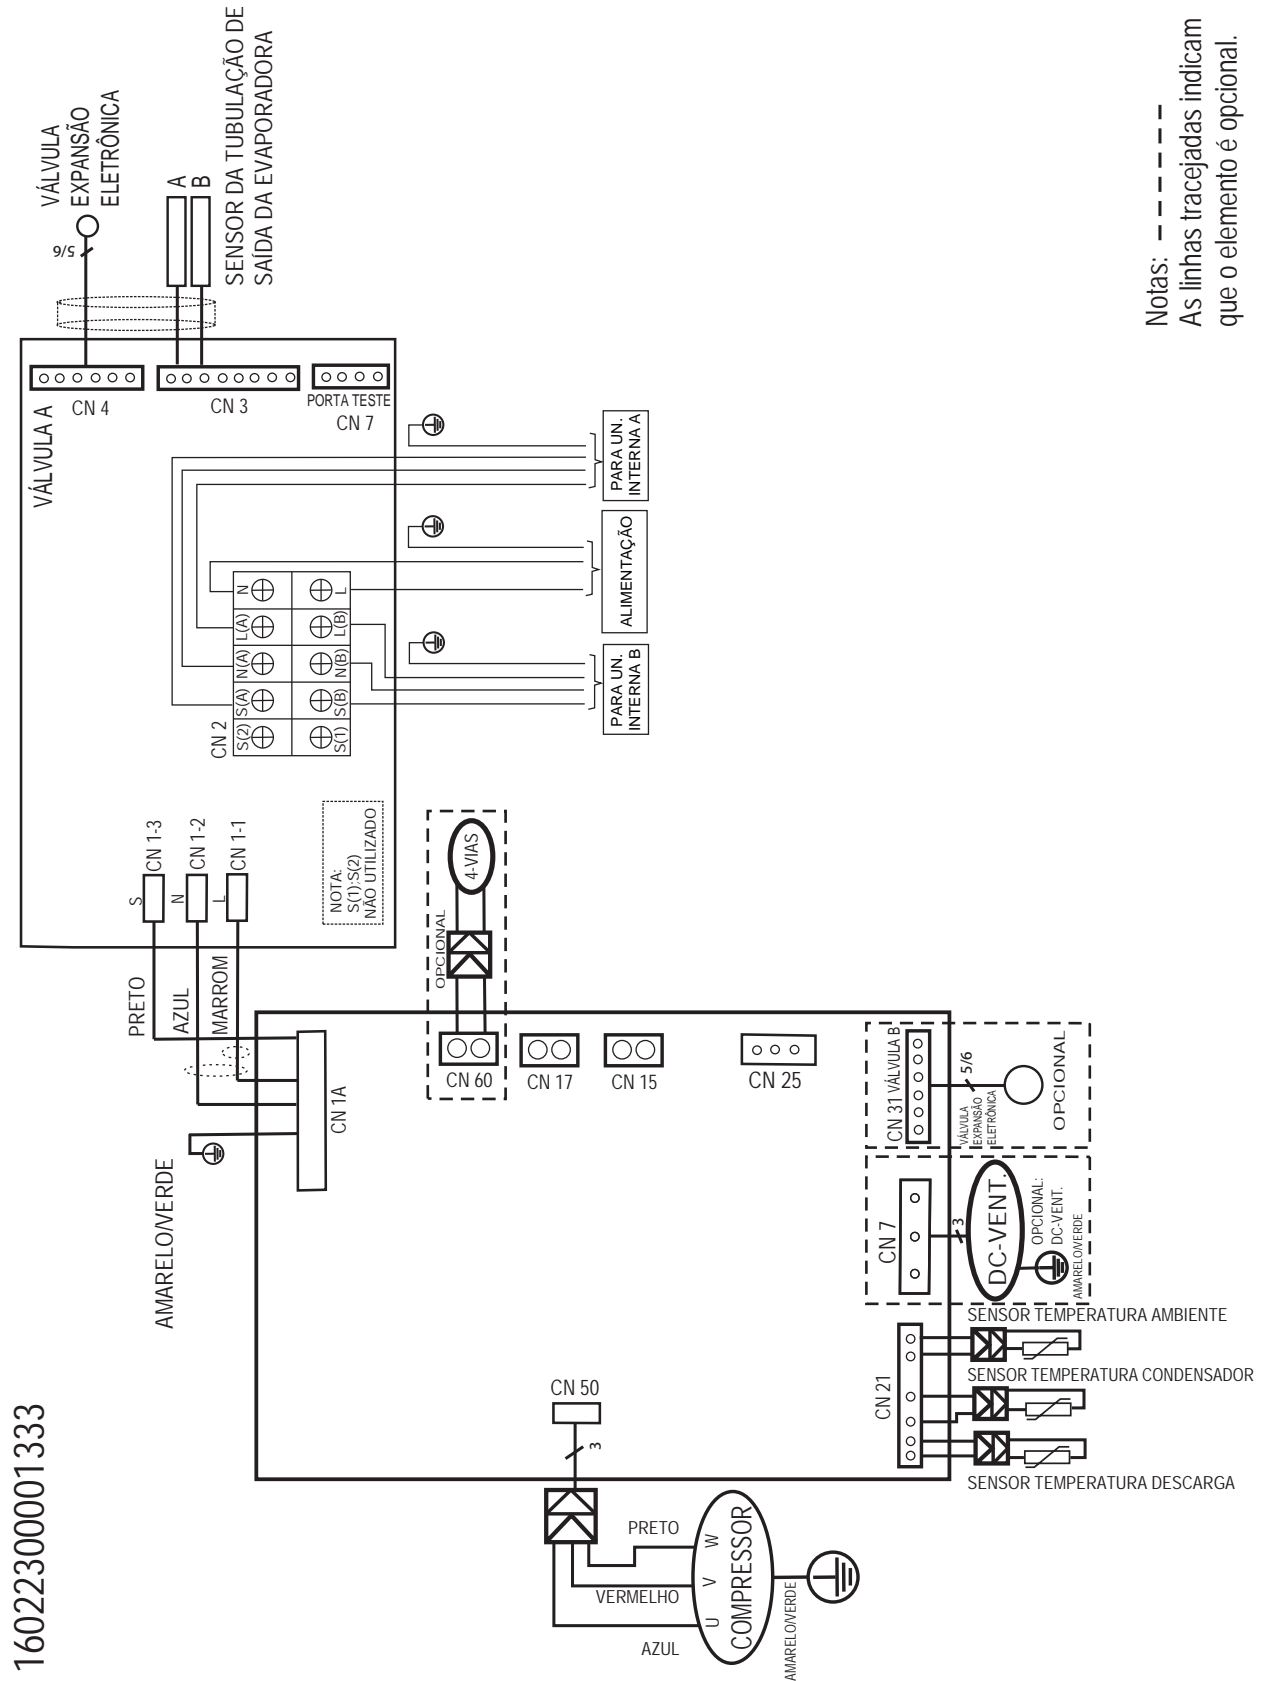 16022300001333
VÁLVULA
EXPANSÃO
ELETRÔNICA
5/6
A
B
SENSOR DA TUBULAÇÃO DE
SAÍDA DA EVAPORADORA
VÁLVULA A
CN 4
CN 3
PORTA TESTE
CN 7
PARA UN.
INTERNA A
ALIMENTAÇÃO
PARA UN.
INTERNA B
CN 2
S(2)
S(A)
N(A)
L(A)
N
S(1)
S(B)
N(B)
L(B)
L
S
CN 1-3
N
CN 1-2
L
CN 1-1
NOTA:
S(1);S(2)
NÃO UTILIZADO
PRETO
AZUL
MARROM
AMARELO/VERDE
CN 1A
OPCIONAL
4-VIAS
CN 60
CN 17
CN 15
CN 25
CN 31 VÁLVULA B
5/6
VÁLVULA
EXPANSÃO
ELETRÔNICA
OPCIONAL
CN 7
3
DC-VENT.
OPCIONAL:
DC-VENT.
AMARELO/VERDE
CN 21
SENSOR TEMPERATURA AMBIENTE
SENSOR TEMPERATURA CONDENSADOR
SENSOR TEMPERATURA DESCARGA
CN 50
3
PRETO
VERMELHO
AZUL
U
V
W
COMPRESSOR
AMARELO/VERDE
Notas:
As linhas tracejadas indicam
que o elemento é opcional.